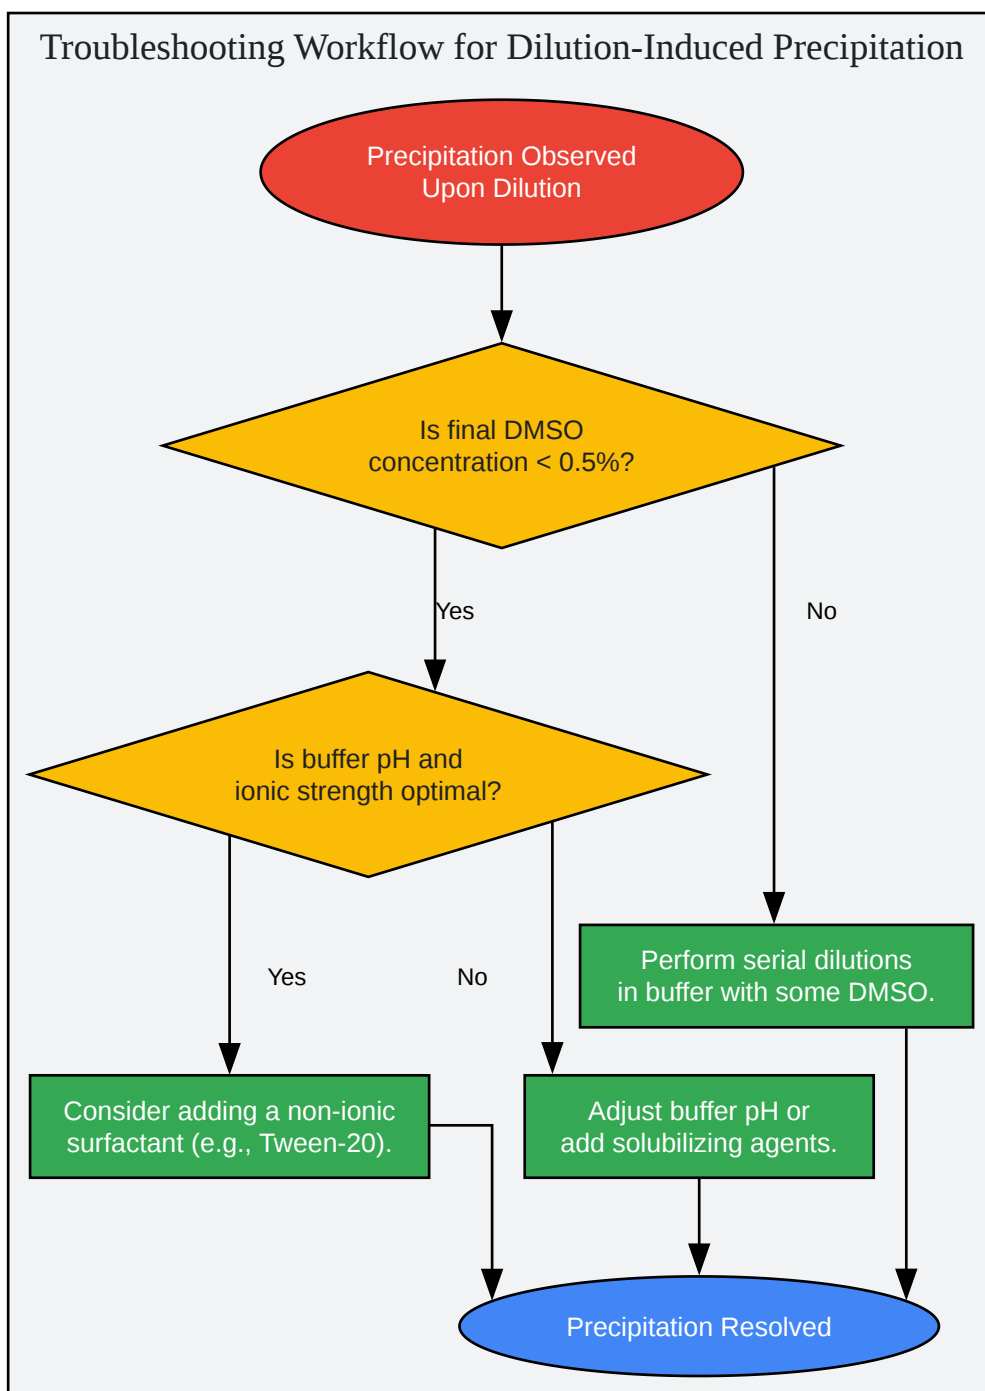 Troubleshooting Workflow for Dilution-Induced Precipitation
Precipitation Observed
Upon Dilution
Is final DMSO
concentration < 0.5%?
Yes
No
Is buffer pH and
ionic strength optimal?
Yes
No
Perform serial dilutions
in buffer with some DMSO.
Consider adding a non-ionic
surfactant (e.g., Tween-20).
Adjust buffer pH or
add solubilizing agents.
Precipitation Resolved